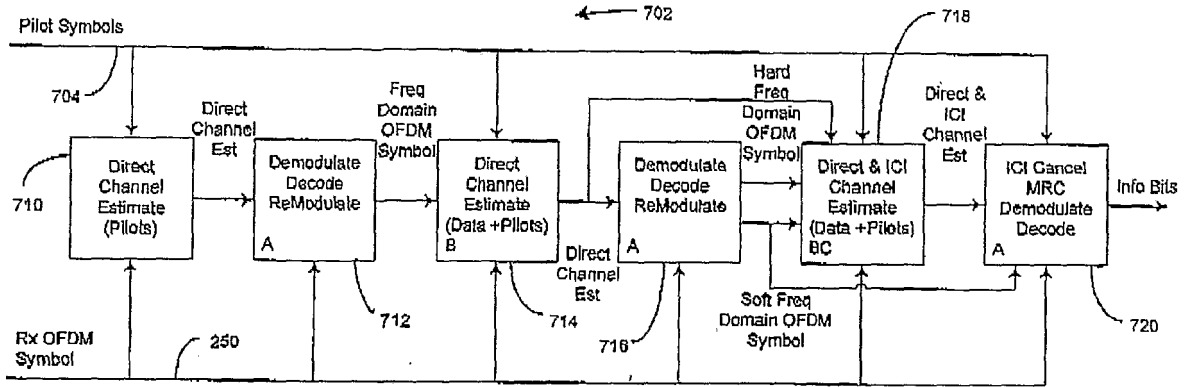 Pilot Symbols
702
718
704
Direct
Channel
Est
Freq
Domain
OFDM
Symbol
Hard
Freq
Domain
OFDM
Symbol
Direct &
ICI
Channel
Est
710
Direct
Channel
Estimate
(Pilots)
Demodulate
Decode
ReModulate
A
Direct
Channel
Estimate
(Data +Pilots)
B
Demodulate
Decode
ReModulate
A
Direct & ICI
Channel
Estimate
(Data +Pilots)
BC
ICI Cancel
MRC
Demodulate
Decode
A
Info Bits
Direct
Channel
Est
712
714
716
Soft Freq
Domain OFDM
Symbol
720
Rx OFDM
Symbol
250